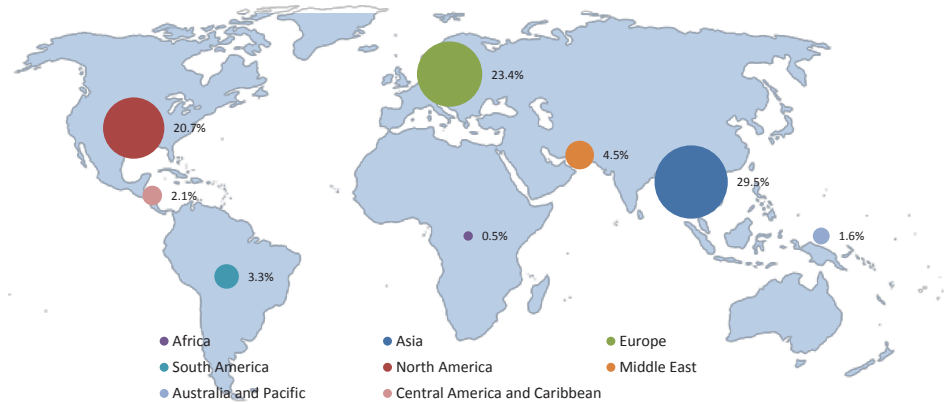 23.4%
20.7%
4.5%
29.5%
2.1%
0.5%
1.6%
3.3%
Africa
Asia
Europe
South America
North America
Middle East
Australia and Pacific
Central America and Caribbean